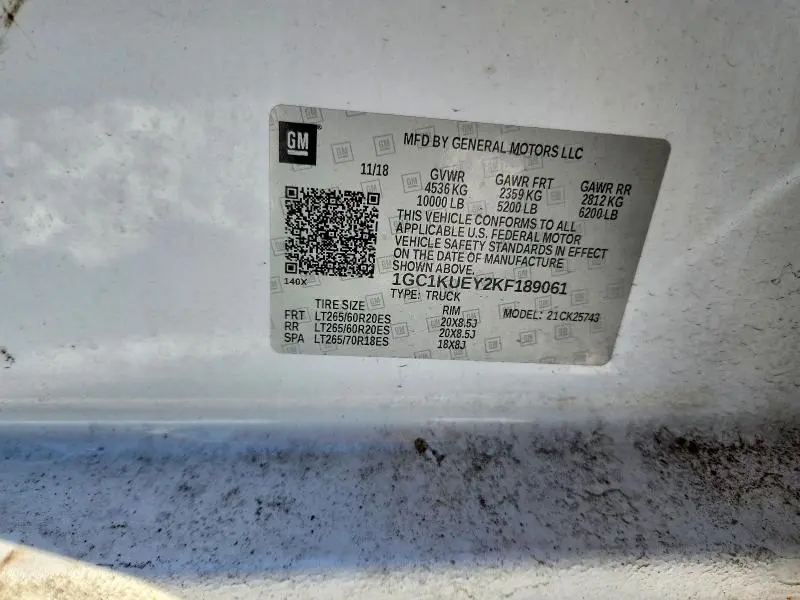 GM
MFD BY GENERAL MOTORS LLC
11/18
GVWR GAWR FRT GAWR RR
4536 KG 2359 KG 2812 KG
10000 LB 5200 LB 6200 LB
THIS VEHICLE CONFORMS TO ALL
APPLICABLE U.S. FEDERAL MOTOR
VEHICLE SAFETY STANDARDS IN EFFECT
ON THE DATE OF MANUFACTURE
SHOWN ABOVE.
140X
1GC1KUEY2KF189061
TYPE: TRUCK
TIRE SIZE RIM MODEL: 21CK25743
FRT LT265/60R20ES 20X8.5J
RR LT265/60R20ES 20X8.5J
SPA LT265/70R18ES 18X8J